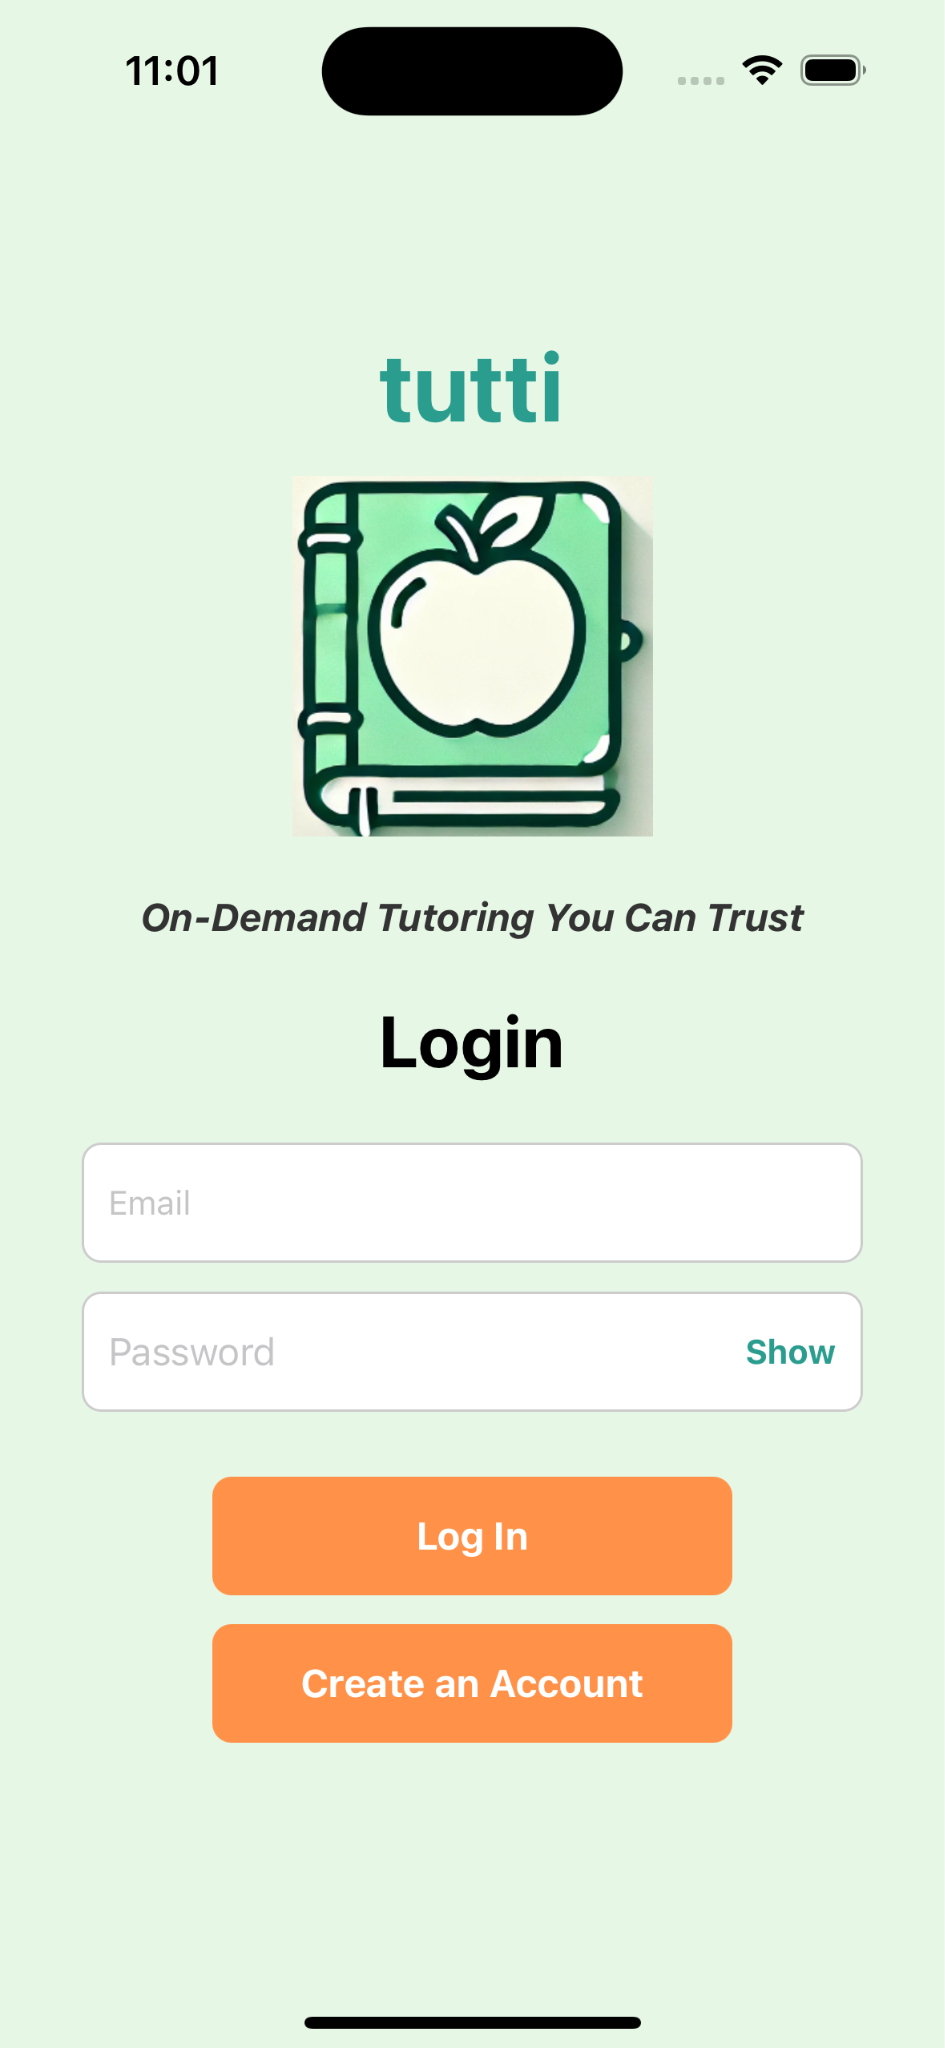 11:01
tutti
On-Demand Tutoring You Can Trust
Login
Email
Password Show
Log In
Create an Account